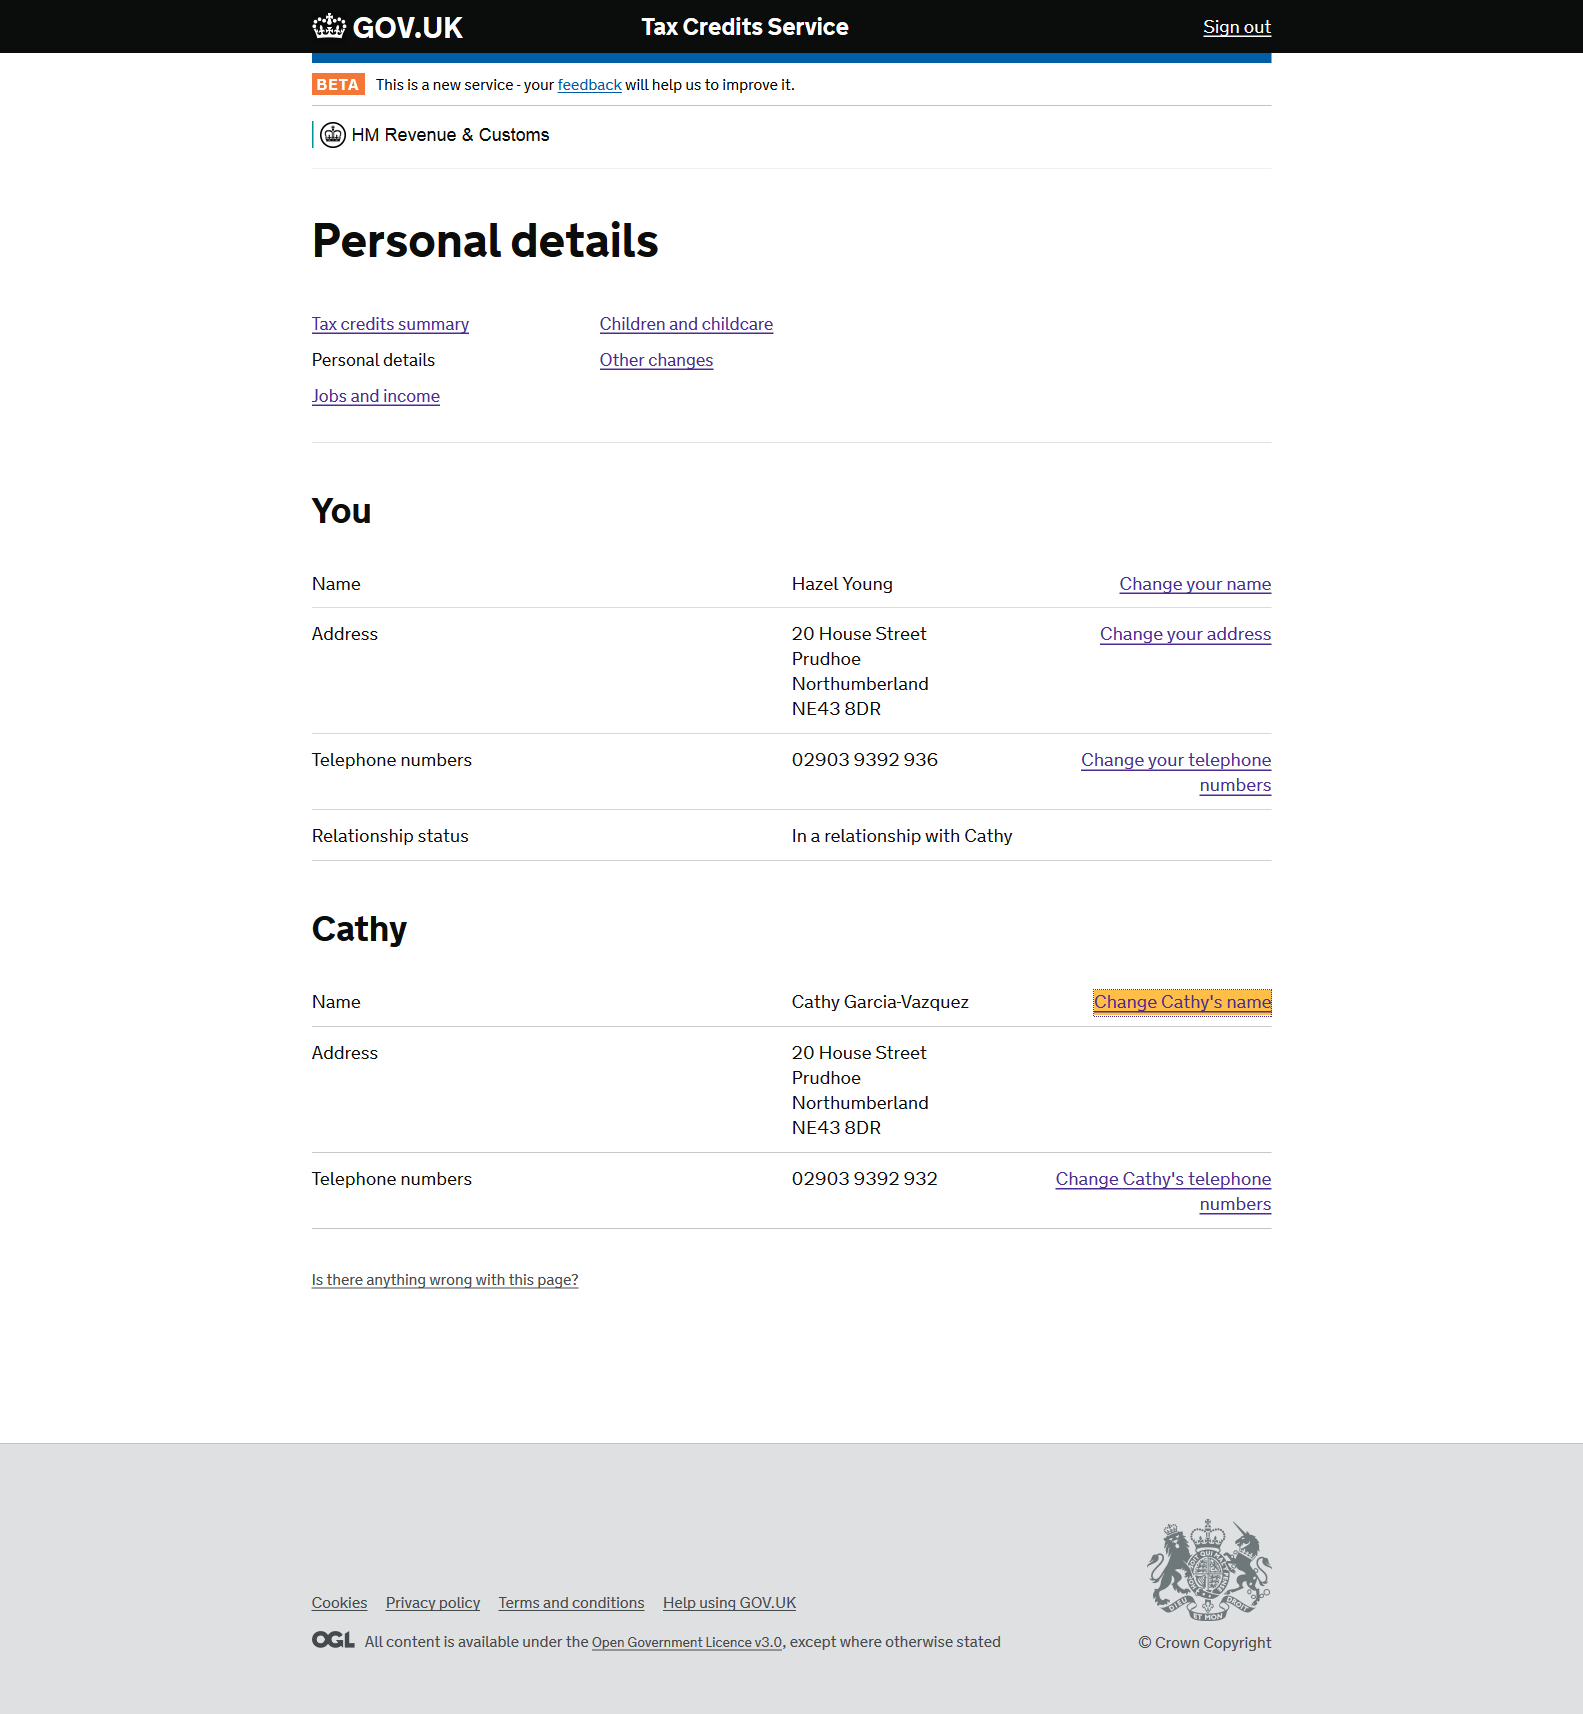 GOV.UK Tax Credits Service Sign out
BETA This is a new service - your feedback will help us to improve it.
HM Revenue & Customs
Personal details
Tax credits summary Children and childcare
Personal details Other changes
Jobs and income
You
Name Hazel Young Change your name
Address 20 House Street Change your address
Prudhoe
Northumberland
NE43 8DR
Telephone numbers 02903 9392 936 Change your telephone
numbers
Relationship status In a relationship with Cathy
Cathy
Name Cathy Garcia-Vazquez Change Cathy's name
Address 20 House Street
Prudhoe
Northumberland
NE43 8DR
Telephone numbers 02903 9392 932 Change Cathy's telephone
numbers
Is there anything wrong with this page?
Cookies Privacy policy Terms and conditions Help using GOV.UK
OGL All content is available under the Open Government Licence v3.0, except where otherwise stated
© Crown Copyright